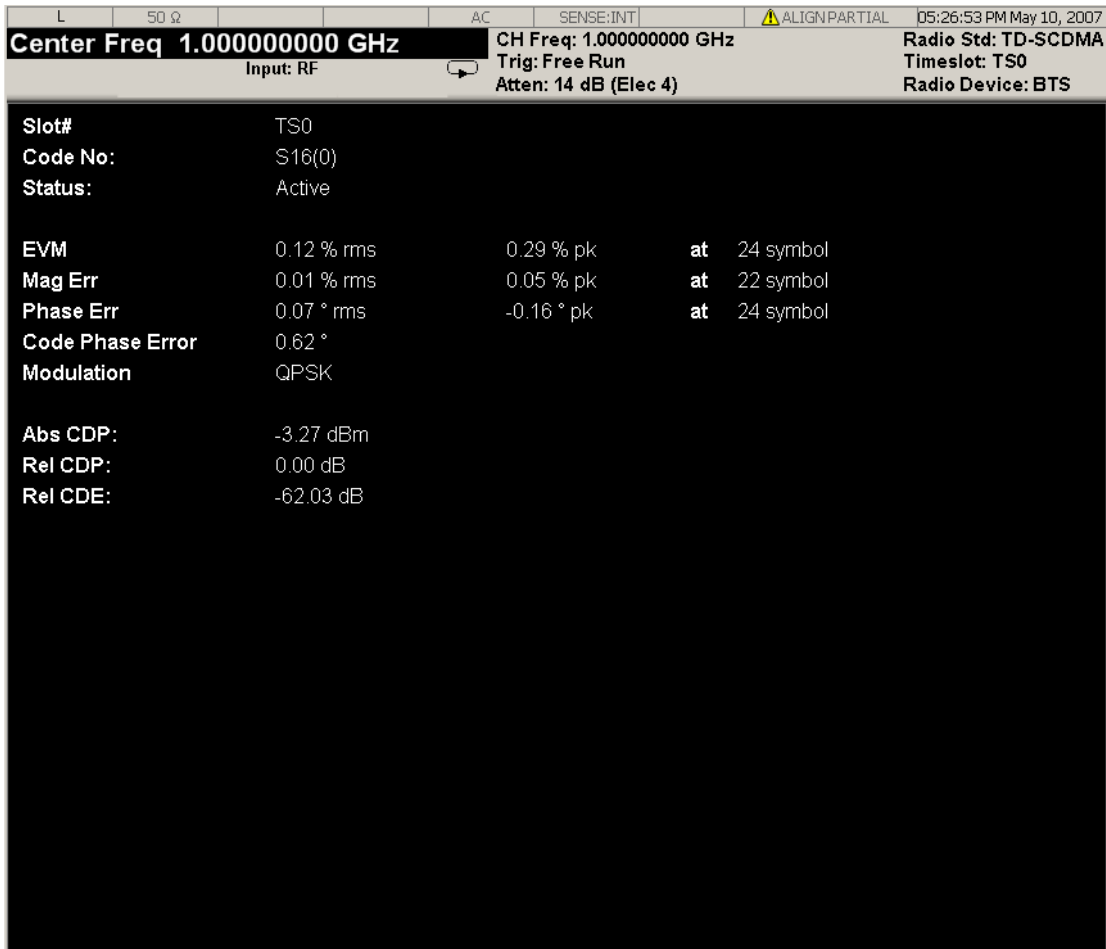 L 50 Ω AC SENSE:INT ALIGN PARTIAL 05:26:53 PM May 10, 2007
Center Freq 1.000000000 GHz CH Freq: 1.000000000 GHz Radio Std: TD-SCDMA
Input: RF Trig: Free Run Timeslot: TS0
Atten: 14 dB (Elec 4) Radio Device: BTS
Slot# TS0
Code No: S16(0)
Status: Active
EVM 0.12 % rms 0.29 % pk at 24 symbol
Mag Err 0.01 % rms 0.05 % pk at 22 symbol
Phase Err 0.07 ° rms -0.16 ° pk at 24 symbol
Code Phase Error 0.62 °
Modulation QPSK
Abs CDP: -3.27 dBm
Rel CDP: 0.00 dB
Rel CDE: -62.03 dB